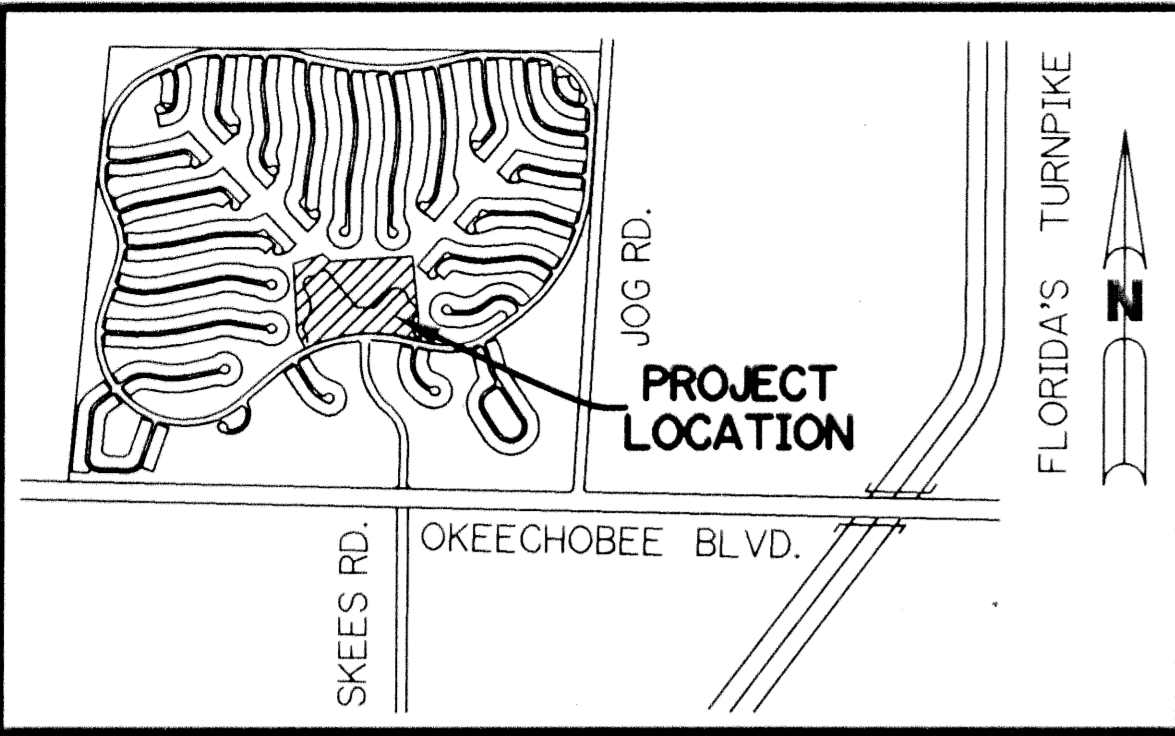 FLORIDA'S TURNPIKE
N
JOG RD.
PROJECT
LOCATION
OKEECHOBEE BLVD.
SKEES RD.